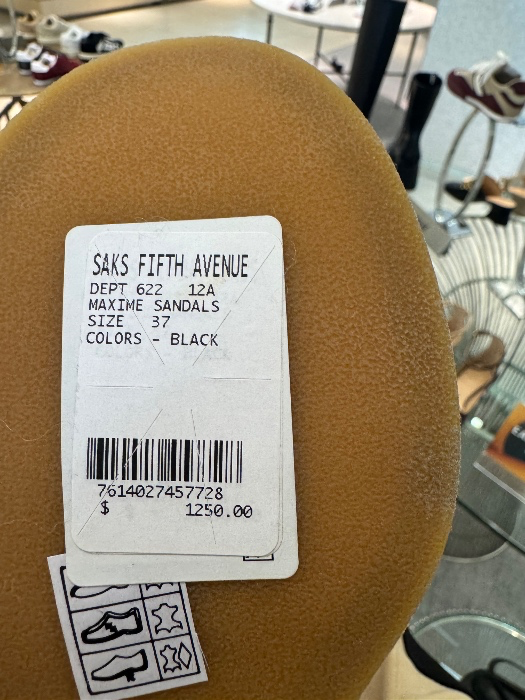 SAKS FIFTH AVENUE
DEPT 622 12A
MAXIME SANDALS
SIZE 37
COLORS - BLACK
7614027457728
$ 1250.00